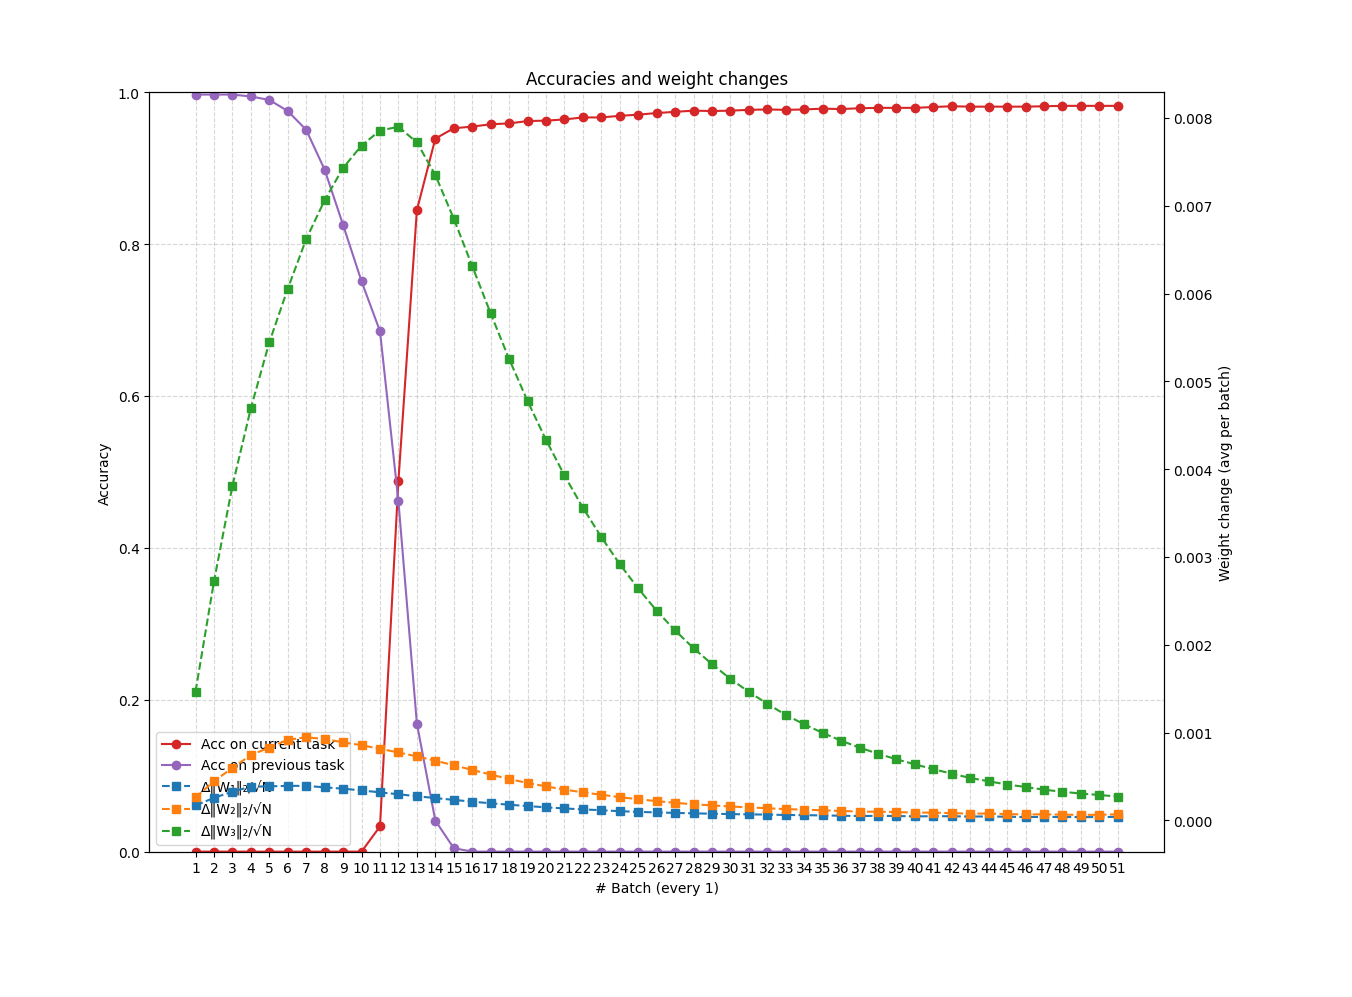 Accuracies and weight changes
1.0
0.8
0.6
0.4
0.2
0.0
Accuracy
0.008
0.007
0.006
0.005
0.004
0.003
0.002
0.001
0.000
Weight change (avg per batch)
Acc on current task
Acc on previous task
Δ‖W₁‖₂/√N
Δ‖W₂‖₂/√N
Δ‖W₃‖₂/√N
1 2 3 4 5 6 7 8 9 10 11 12 13 14 15 16 17 18 19 20 21 22 23 24 25 26 27 28 29 30 31 32 33 34 35 36 37 38 39 40 41 42 43 44 45 46 47 48 49 50 51
# Batch (every 1)